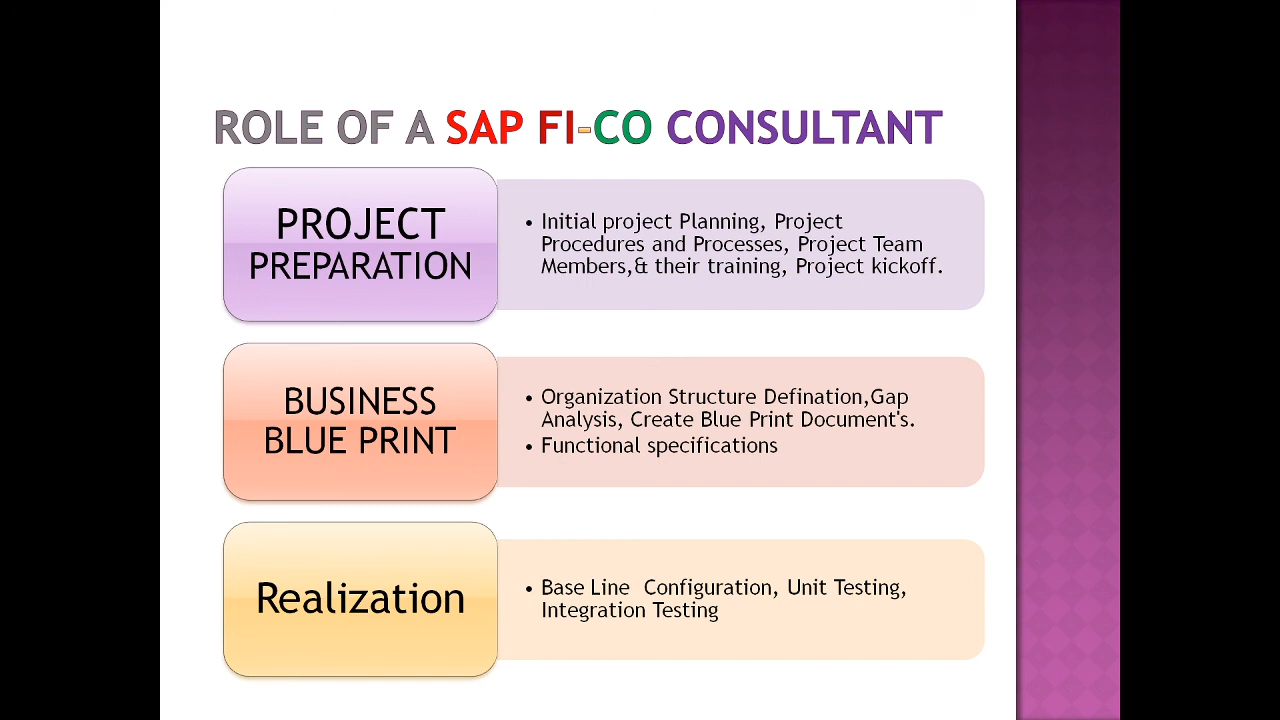 ROLE OF A SAP FI-CO CONSULTANT
PROJECT
PREPARATION
• Initial project Planning, Project
Procedures and Processes, Project Team
Members,& their training, Project kickoff.
BUSINESS
BLUE PRINT
• Organization Structure Defination,Gap
Analysis, Create Blue Print Document's.
• Functional specifications
Realization
• Base Line  Configuration, Unit Testing,
Integration Testing